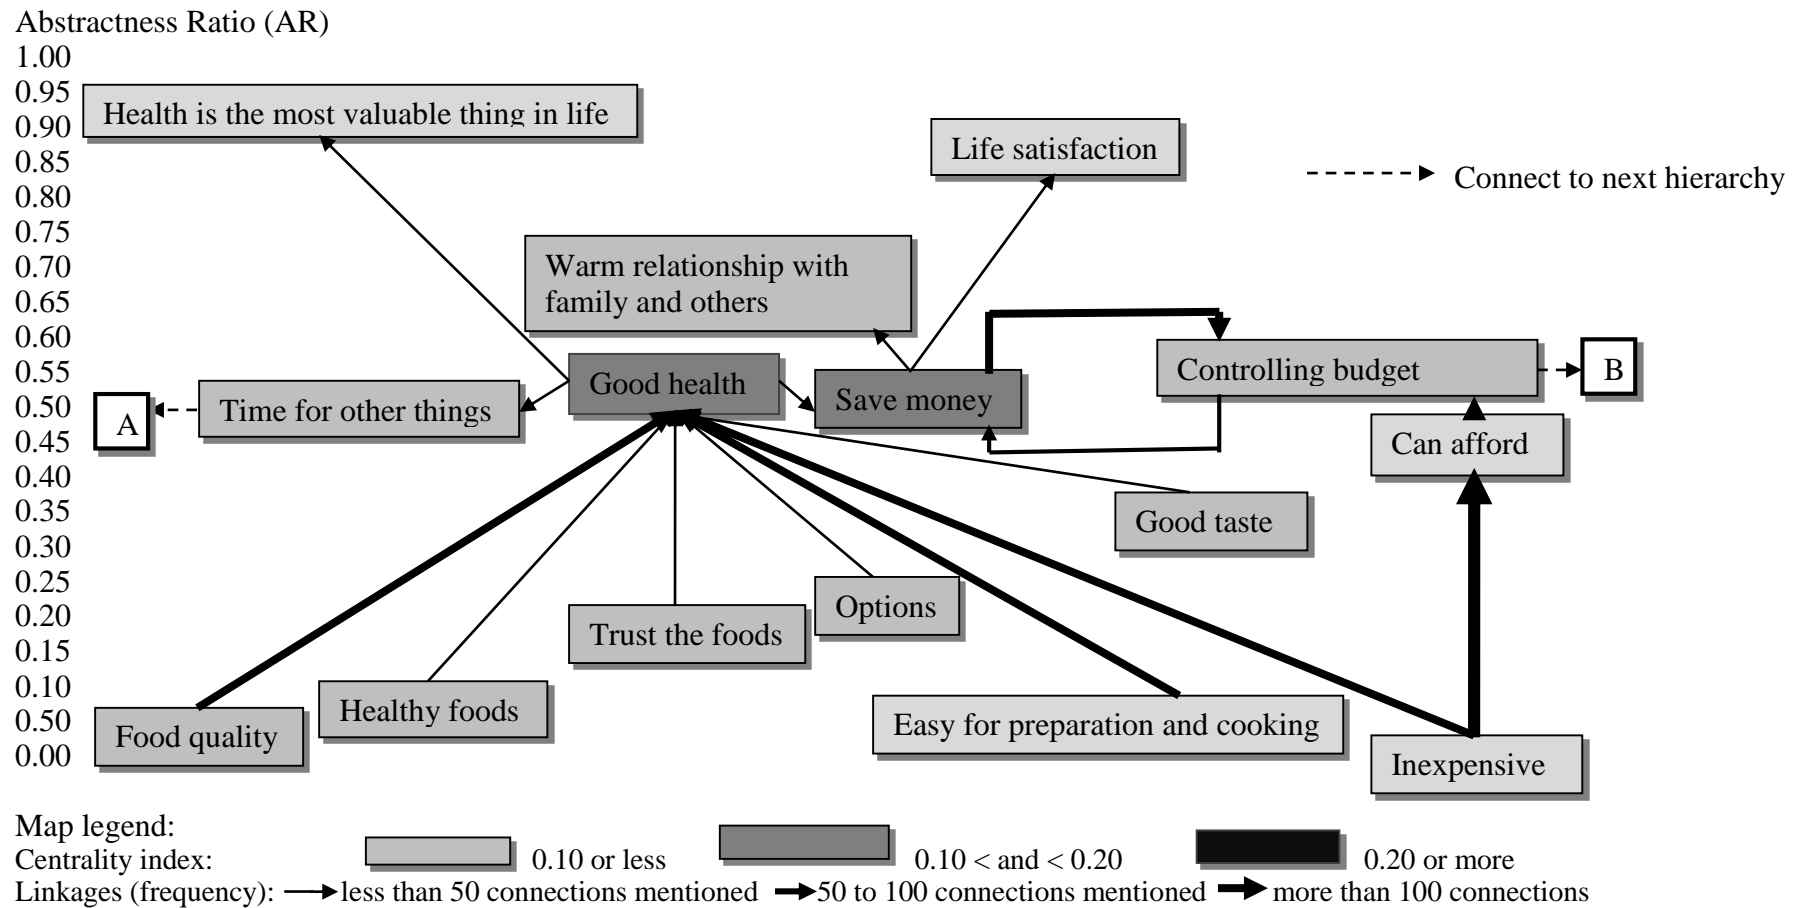 Abstractness Ratio (AR)
1.00
0.95
0.90
0.85
0.80
0.75
0.70
0.65
0.60
0.55
0.50
0.45
0.40
0.35
0.30
0.25
0.20
0.15
0.10
0.50
0.00
Health is the most valuable thing in life
Life satisfaction
Connect to next hierarchy
Warm relationship with
family and others
Good health
Save money
Controlling budget
B
A
Time for other things
Can afford
Good taste
Options
Trust the foods
Healthy foods
Food quality
Easy for preparation and cooking
Inexpensive
Map legend:
Centrality index: 0.10 or less 0.10 < and < 0.20 0.20 or more
Linkages (frequency): less than 50 connections mentioned 50 to 100 connections mentioned more than 100 connections